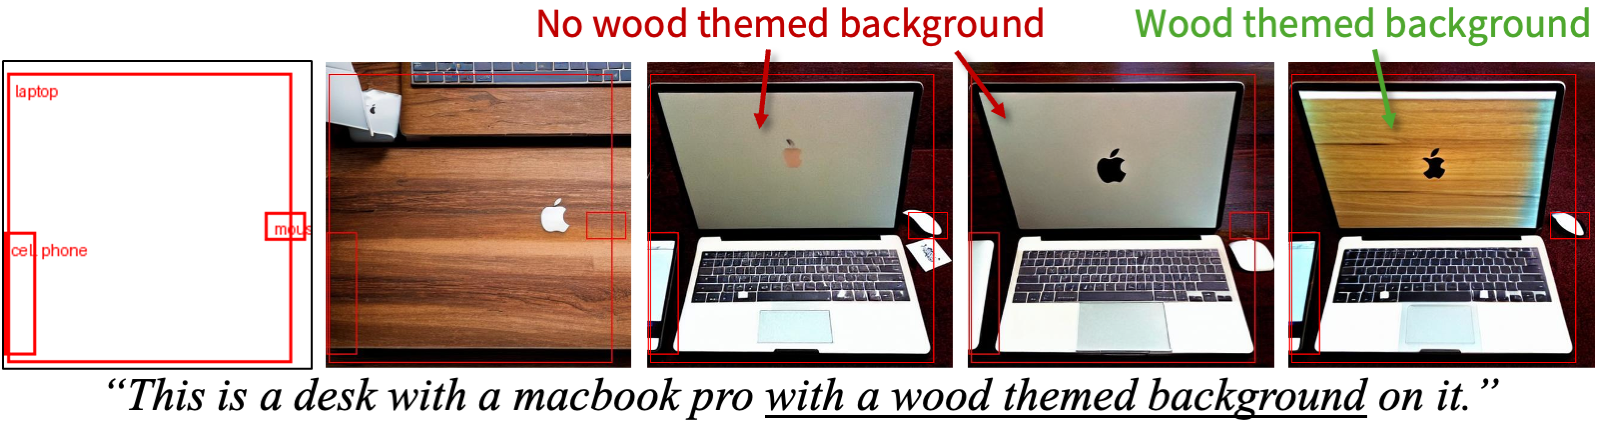 No wood themed background
Wood themed background
laptop
mous
cell phone
“This is a desk with a macbook pro with a wood themed background on it.”